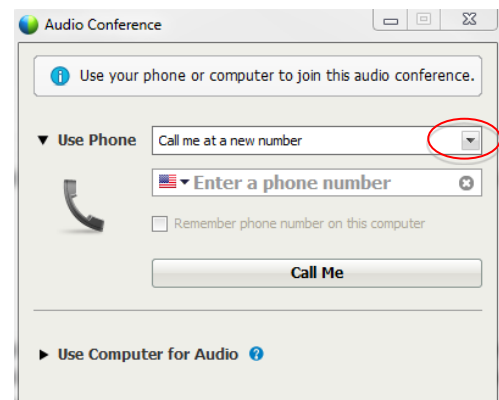 Audio Conference
Use your phone or computer to join this audio conference.
Use Phone Call me at a new number
Enter a phone number
Remember phone number on this computer
Call Me
Use Computer for Audio ?